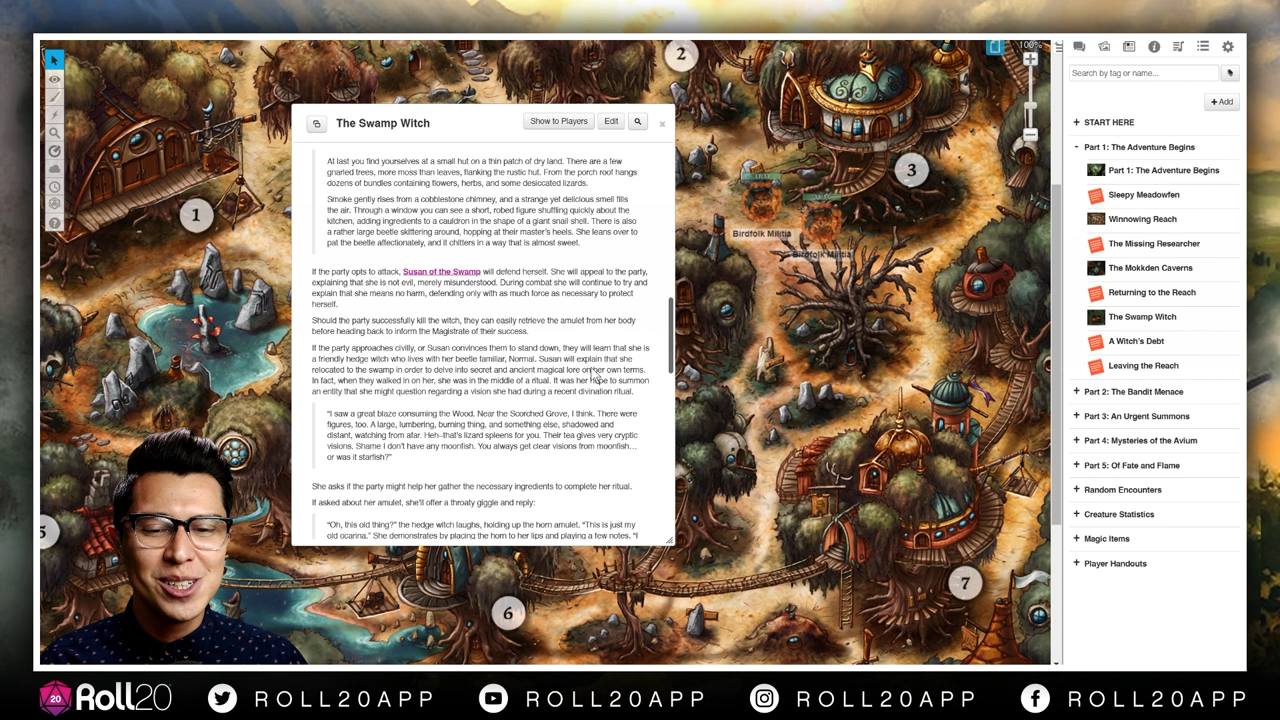 2
100%
Search by tag or name...
+ Add
The Swamp Witch
Show to Players
Edit
At last you find yourselves at a small hut on a thin patch of dry land. There are a few
gnarled trees, more moss than leaves, flanking the rustic hut. From the porch roof hangs
dozens of bundles containing flowers, herbs, and some desiccated lizards.
Smoke gently rises from a cobblestone chimney, and a strange yet delicious smell fills
the air. Through a window you can see a short, robed figure shuffling quickly about the
kitchen, adding ingredients to a cauldron in the shape of a giant snail shell. There is also
a rather large beetle skittering around, hopping at their master's heels. She leans over to
pat the beetle affectionately, and it chitters in a way that is almost sweet.
If the party opts to attack, Susan of the Swamp will defend herself. She will appeal to the party,
explaining that she is not evil, merely misunderstood. During combat she will continue to try and
explain that she means no harm, defending only with as much force as necessary to protect
herself.
Should the party successfully kill the witch, they can easily retrieve the amulet from her body
before heading back to inform the Magistrate of their success.
If the party approaches civilly, or Susan convinces them to stand down, they will learn that she is
a friendly hedge witch who lives with her beetle familiar, Normal. Susan will explain that she
relocated to the swamp in order to delve into secret and ancient magical lore on her own terms.
In fact, when they walked in on her, she was in the middle of a ritual. It was her hope to summon
an entity that she might question regarding a vision she had during a recent divination ritual.
"I saw a great blaze consuming the Wood. Near the Scorched Grove, I think. There were
figures, too. A large, lumbering, burning thing, and something else, shadowed and
distant, watching from afar. Heh–that's lizard spleens for you. Their tea gives very cryptic
visions. Shame I don't have any moonfish. You always get clear visions from moonfish…
or was it starfish?"
She asks if the party might help her gather the necessary ingredients to complete her ritual.
If asked about her amulet, she'll offer a throaty giggle and reply:
"Oh, this old thing?" the hedge witch laughs, holding up the horn amulet. "This is just my
old ocarina." She demonstrates by placing the horn to her lips and playing a few notes. "I
1
3
Birdfolk Militia
Birdfolk Militia
5
6
7
+ START HERE
- Part 1: The Adventure Begins
Part 1: The Adventure Begins
Sleepy Meadowfen
Winnowing Reach
The Missing Researcher
The Mokkden Caverns
Returning to the Reach
The Swamp Witch
A Witch's Debt
Leaving the Reach
+ Part 2: The Bandit Menace
+ Part 3: An Urgent Summons
+ Part 4: Mysteries of the Avium
+ Part 5: Of Fate and Flame
+ Random Encounters
+ Creature Statistics
+ Magic Items
+ Player Handouts
20 Roll20
ROLL20APP
ROLL20APP
ROLL20APP
ROLL20APP